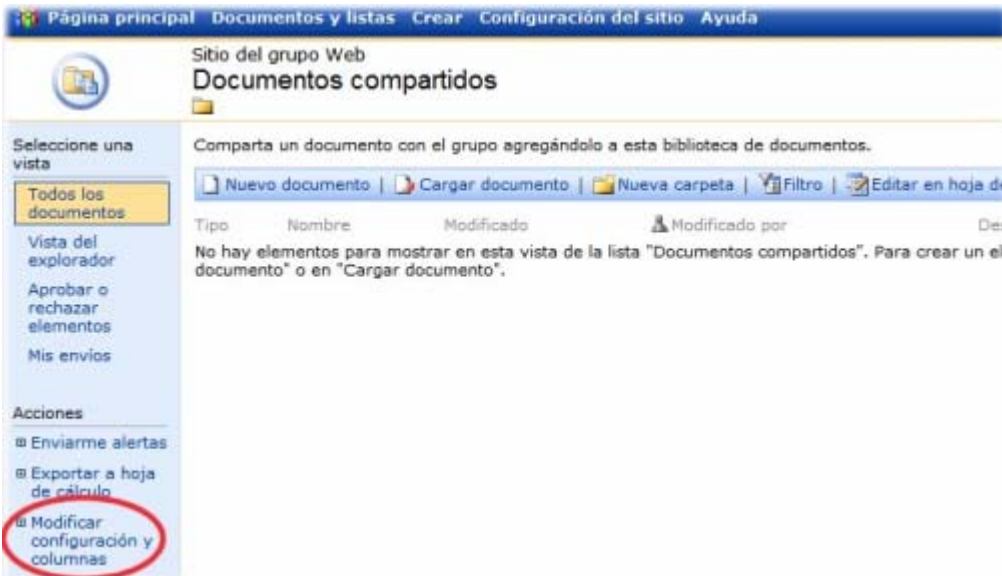 Página principal Documentos y listas Crear Configuración del sitio Ayuda
Sitio del grupo Web
Documentos compartidos
Seleccione una
vista
Todos los
documentos
Vista del
explorador
Aprobar o
rechazar
elementos
Mis envíos
Acciones
Enviarme alertas
Exportar a hoja
de cálculo
Modificar
configuración y
columnas
Comparta un documento con el grupo agregándolo a esta biblioteca de documentos.
Nuevo documento | Cargar documento | Nueva carpeta | Filtro | Editar en hoja de
Tipo Nombre Modificado Modificado por
No hay elementos para mostrar en esta vista de la lista "Documentos compartidos". Para crear un
documento" o en "Cargar documento".